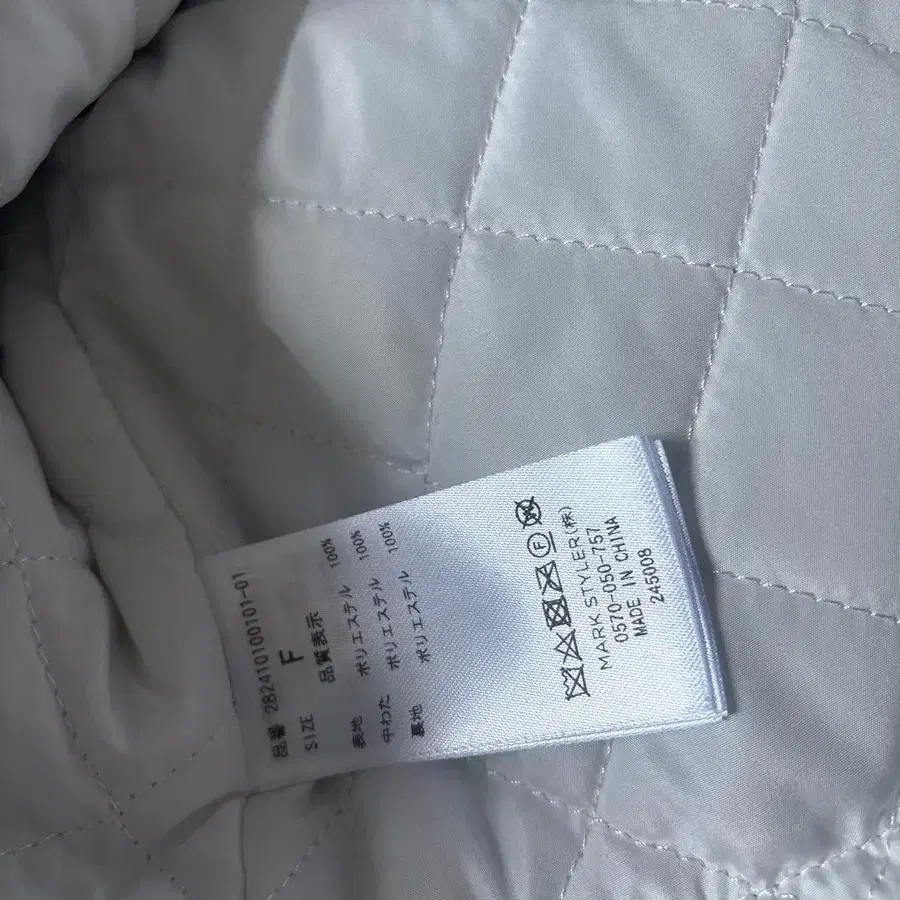 品番 282410100101-01
SIZE F
品質表示
表地 ポリエステル 100%
中わた ポリエステル 100%
裏地 ポリエステル 100%
Ⓕ
MARK STYLER(株)
0570-050-757
MADE IN CHINA
245008